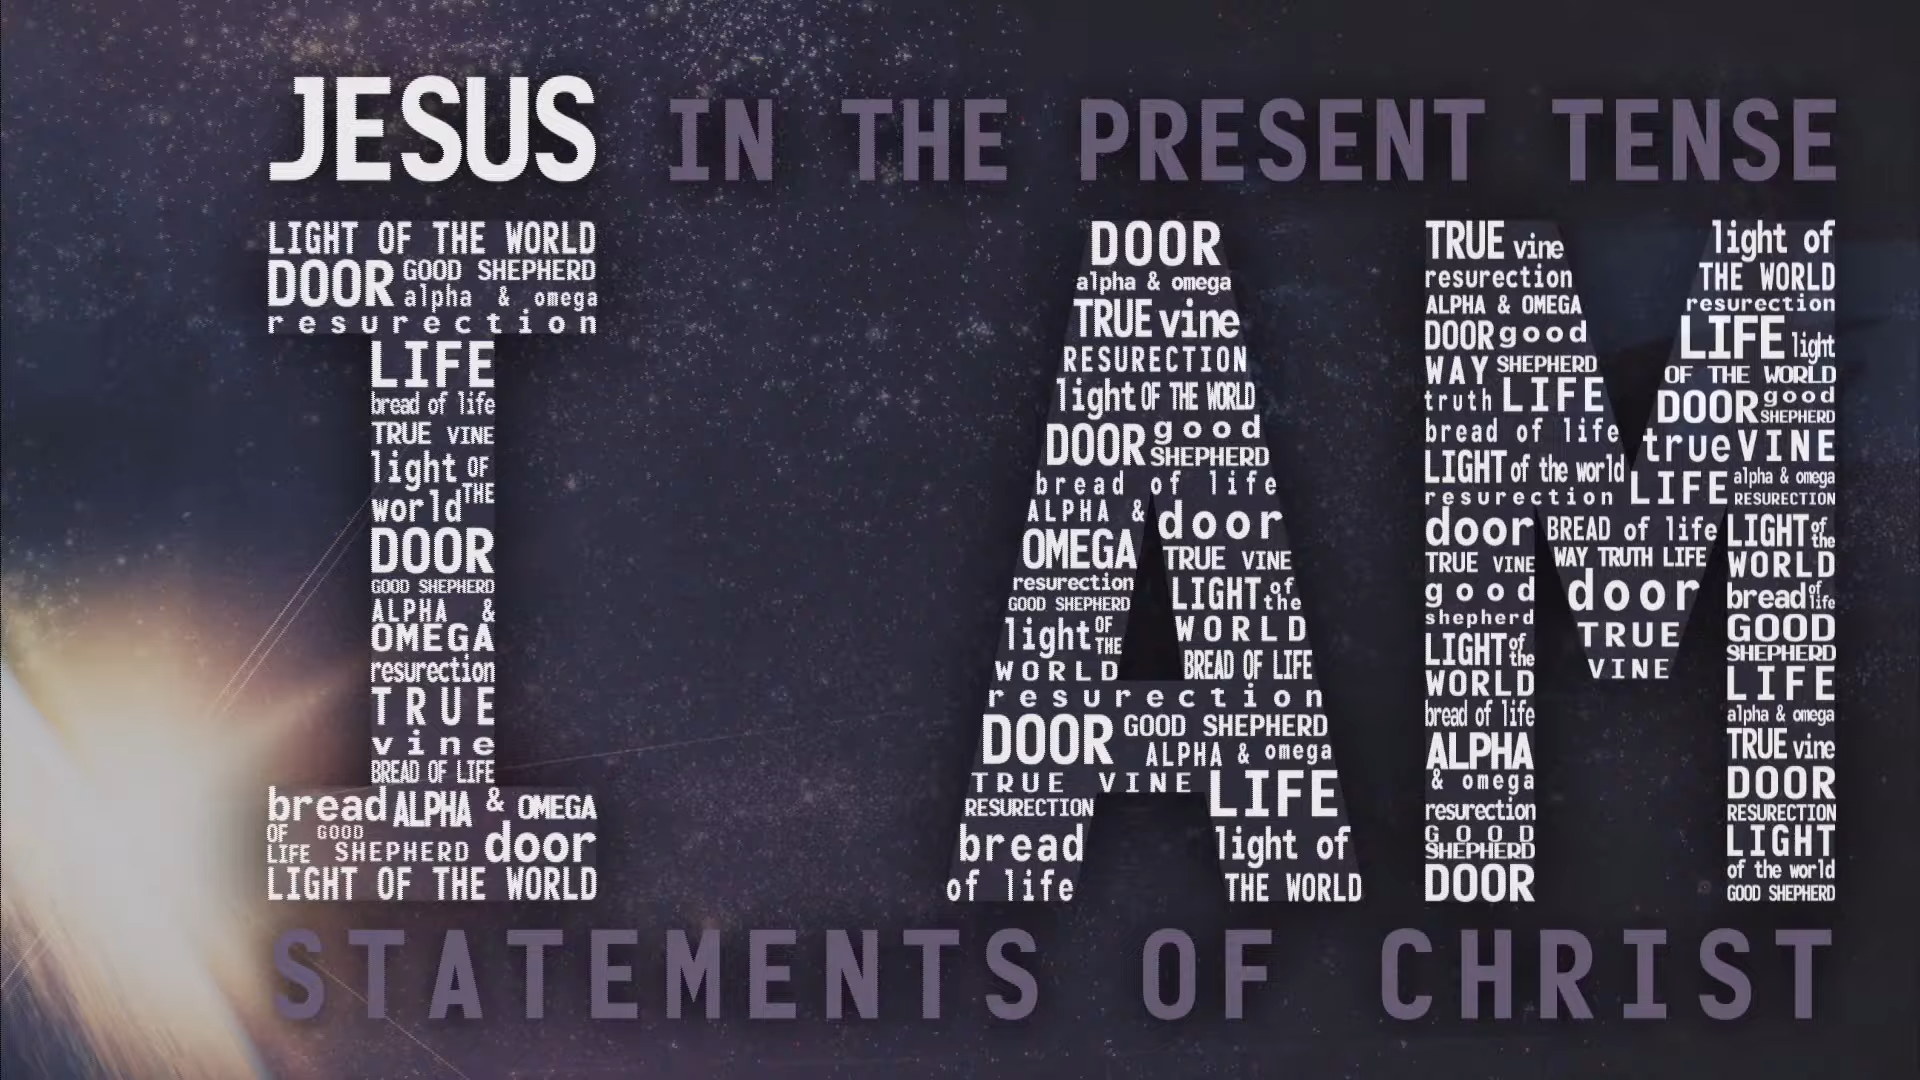 JESUS IN THE PRESENT TENSE
LIGHT OF THE WORLD
DOOR GOOD SHEPHERD
alpha & omega
resurection
LIFE
bread of life
TRUE VINE
light OF
THE
world
DOOR
GOOD SHEPHERD
ALPHA &
OMEGA
resurection
TRUE
vine
BREAD OF LIFE
bread ALPHA & OMEGA
OF GOOD
LIFE SHEPHERD door
LIGHT OF THE WORLD
DOOR
alpha & omega
TRUE vine
RESURECTION
light OF THE WORLD
DOOR good
SHEPHERD
bread of life
ALPHA & door
OMEGA TRUE VINE
resurection LIGHT of
GOOD SHEPHERD the
light OF THE WORLD
WORLD BREAD OF LIFE
resurection
DOOR GOOD SHEPHERD
ALPHA & omega
TRUE VINE LIFE
RESURECTION
bread light of
of life THE WORLD
TRUE vine light of
resurection THE WORLD
ALPHA & OMEGA resurection
DOOR good LIFE light
WAY SHEPHERD OF THE WORLD
truth LIFE DOOR good
SHEPHERD
bread of life true VINE
LIGHT of the world LIFE alpha & omega
resurection RESURECTION
door BREAD of life LIGHT of the
TRUE VINE WAY TRUTH LIFE WORLD
good door bread of life
shepherd TRUE GOOD
LIGHT of the VINE SHEPHERD
WORLD LIFE
bread of life alpha & omega
ALPHA TRUE vine
& omega DOOR
resurection RESURECTION
GOOD LIGHT
SHEPHERD of the world
DOOR GOOD SHEPHERD
STATEMENTS OF CHRIST